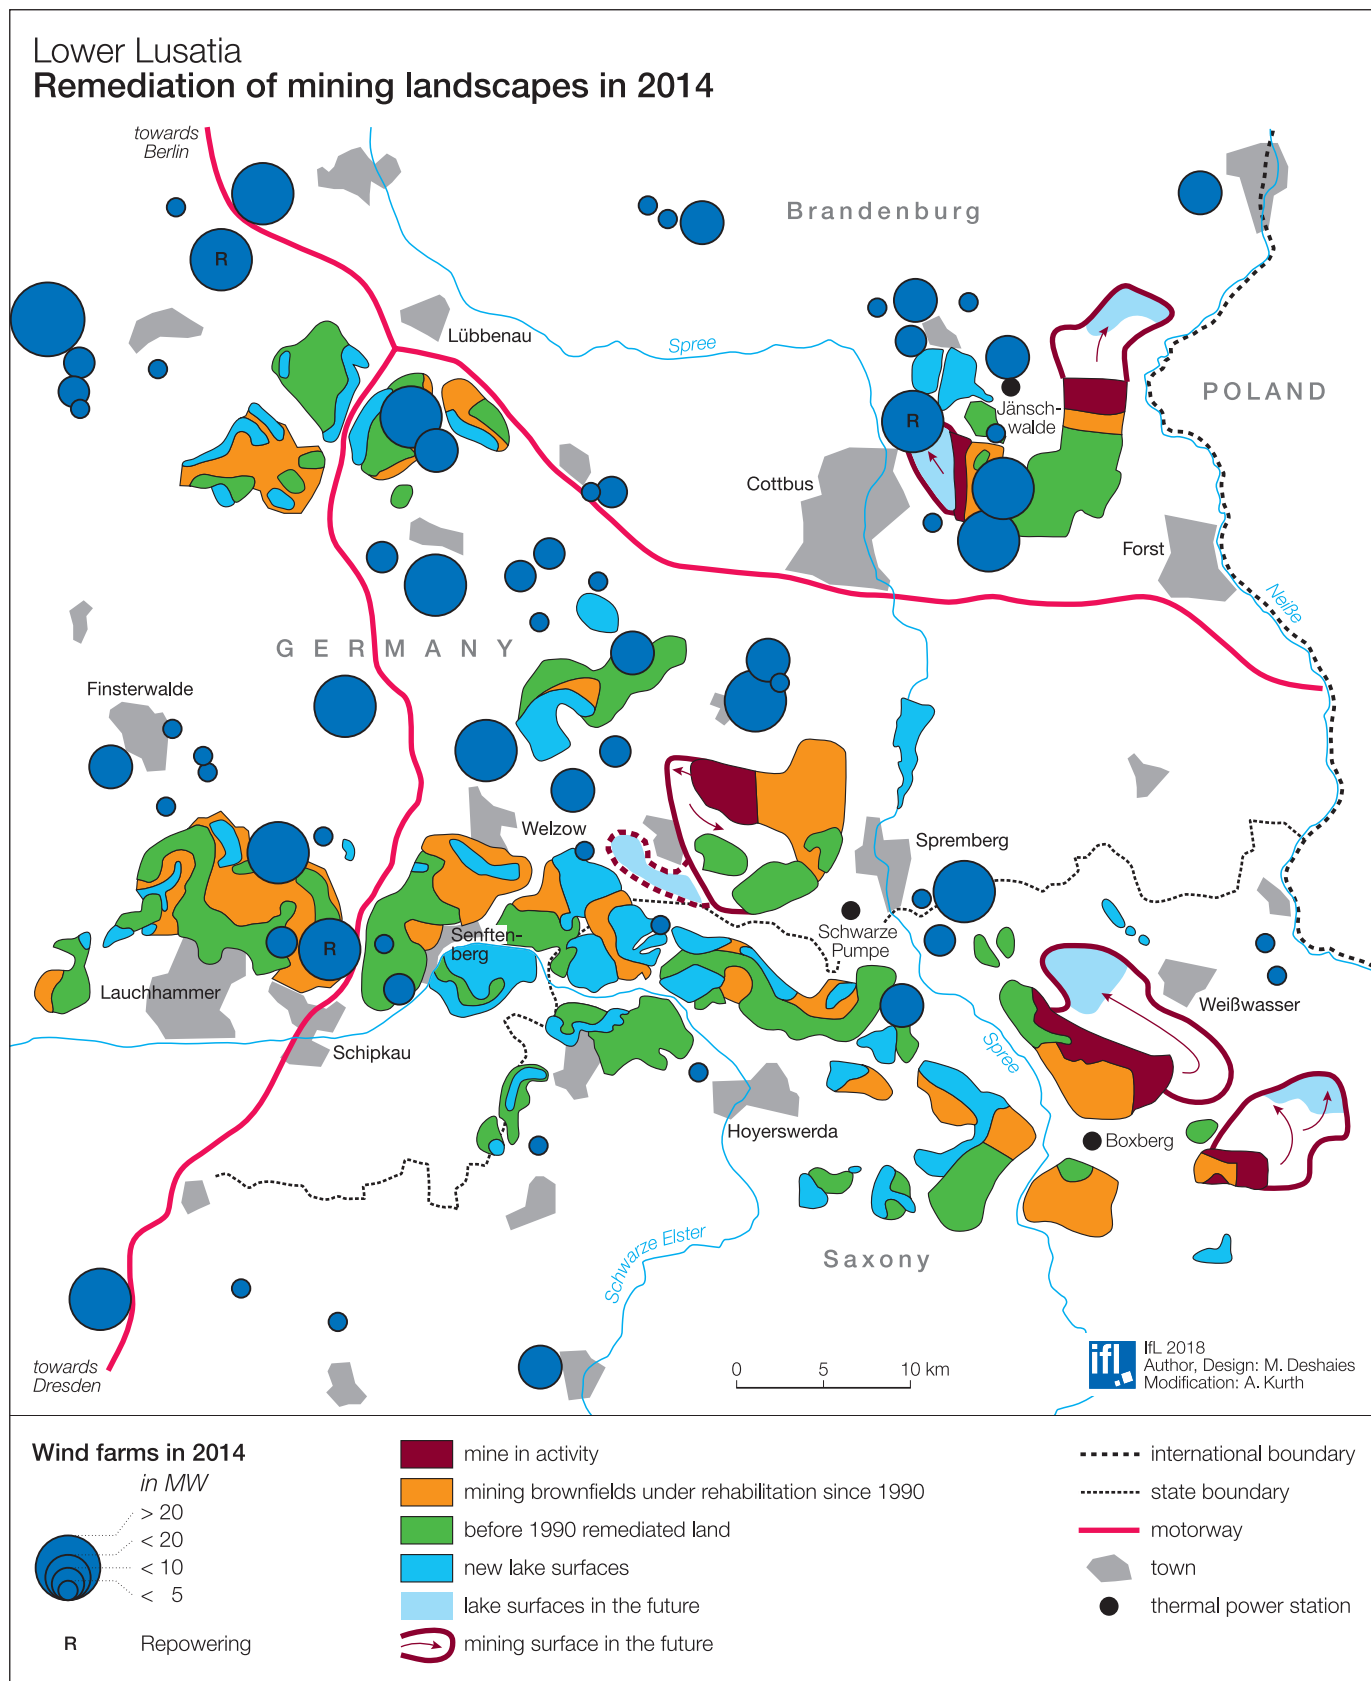 Lower Lusatia
Remediation of mining landscapes in 2014
towards
Berlin
Brandenburg
R
Lübbenau
Spree
POLAND
Jänsch-
walde
R
Cottbus
Forst
Neiße
GERMANY
Finsterwalde
Welzow
Spremberg
Schwarze
Pumpe
Senften-
berg
R
Lauchhammer
Weißwasser
Schipkau
Spree
Hoyerswerda
Boxberg
Schwarze Elster
Saxony
towards
Dresden
0 5 10 km
ifl
IfL 2018
Author, Design: M. Deshaies
Modification: A. Kurth
Wind farms in 2014
in MW
> 20
< 20
< 10
< 5
R Repowering
mine in activity
mining brownfields under rehabilitation since 1990
before 1990 remediated land
new lake surfaces
lake surfaces in the future
mining surface in the future
international boundary
state boundary
motorway
town
thermal power station